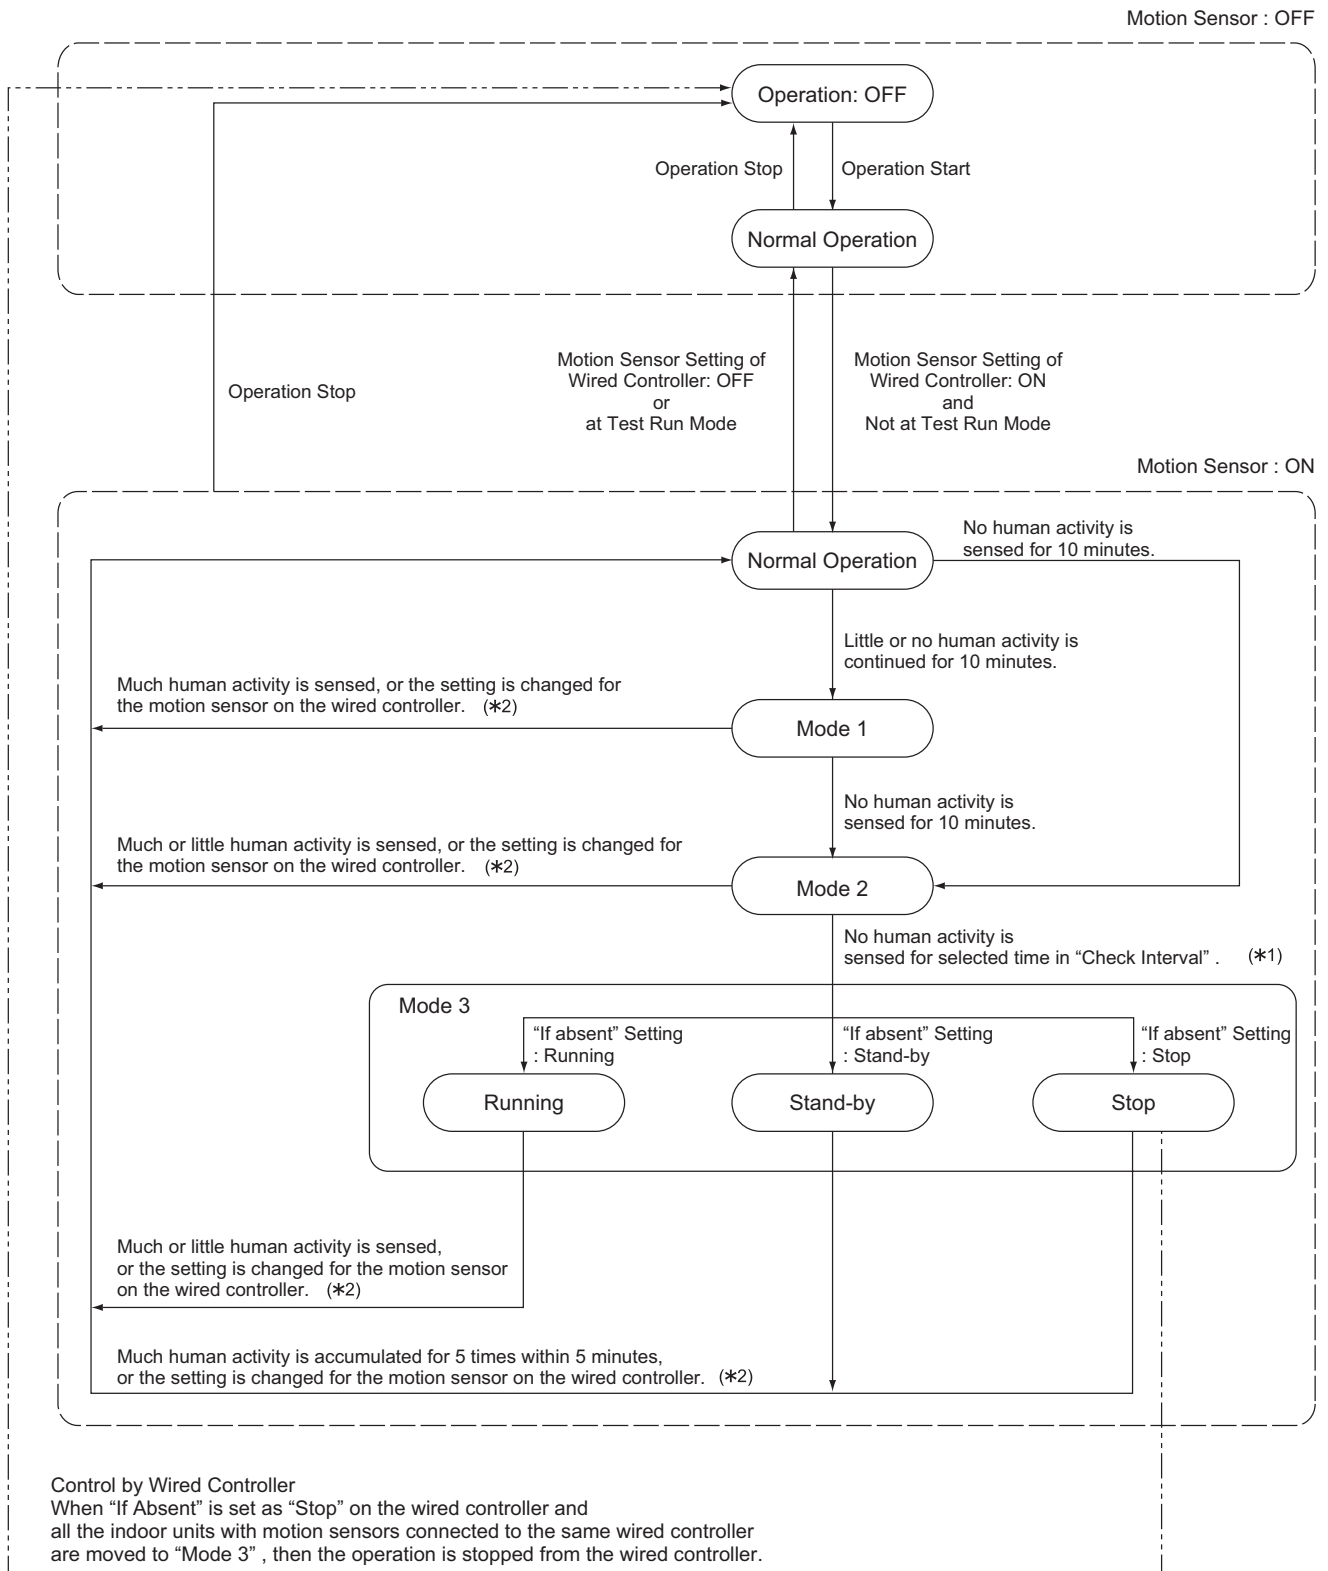 Motion Sensor : OFF
Operation: OFF
Operation Stop
Operation Start
Normal Operation
Motion Sensor Setting of
Wired Controller: OFF
or
at Test Run Mode
Motion Sensor Setting of
Wired Controller: ON
and
Not at Test Run Mode
Operation Stop
Motion Sensor : ON
Normal Operation
No human activity is
sensed for 10 minutes.
Little or no human activity is
continued for 10 minutes.
Much human activity is sensed, or the setting is changed for
the motion sensor on the wired controller. (∗2)
Mode 1
No human activity is
sensed for 10 minutes.
Much or little human activity is sensed, or the setting is changed for
the motion sensor on the wired controller. (∗2)
Mode 2
No human activity is
sensed for selected time in “Check Interval” . (∗1)
Mode 3
“If absent” Setting
: Running
“If absent” Setting
: Stand-by
“If absent” Setting
: Stop
Running
Stand-by
Stop
Much or little human activity is sensed,
or the setting is changed for the motion sensor
on the wired controller. (∗2)
Much human activity is accumulated for 5 times within 5 minutes,
or the setting is changed for the motion sensor on the wired controller. (∗2)
Control by Wired Controller
When “If Absent” is set as “Stop” on the wired controller and
all the indoor units with motion sensors connected to the same wired controller
are moved to “Mode 3” , then the operation is stopped from the wired controller.